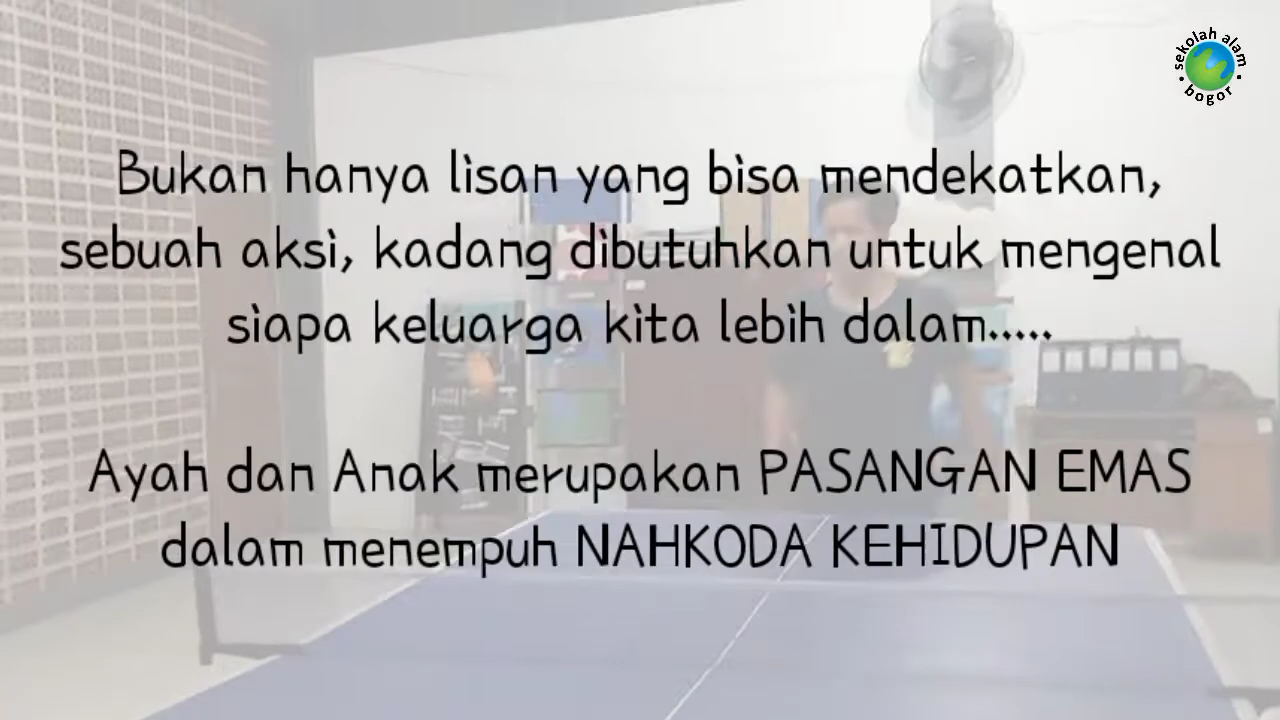 sekolah alam
bogor
Bukan hanya lisan yang bisa mendekatkan,
sebuah aksi, kadang dibutuhkan untuk mengenal
siapa keluarga kita lebih dalam.....
Ayah dan Anak merupakan PASANGAN EMAS
dalam menempuh NAHKODA KEHIDUPAN